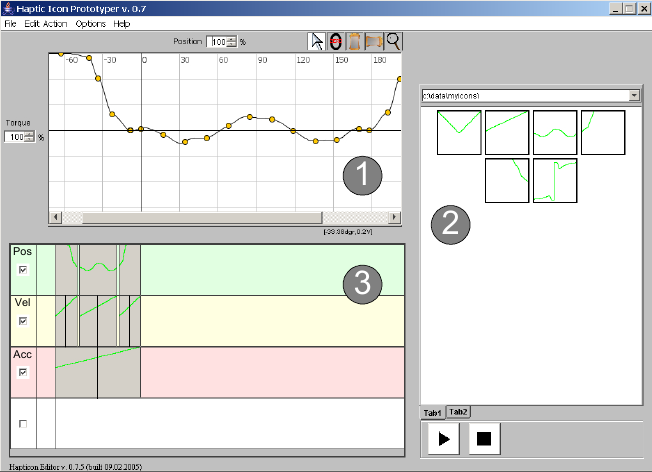 Haptic Icon Prototyper v. 0.7
File Edit Action Options Help
Position 100 %
-60 -30 0 30 60 90 120 150 180
Torque
100 %
1
[-39.98dgr,0.2V]
c:\data\myicons\
2
Pos
3
Vel
Acc
Tab1 Tab2
Hapticon Editor v. 0.7.5 (built 09.02.2005)